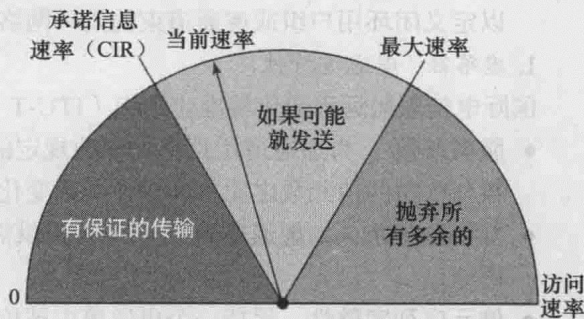 承诺信息
速率（CIR）
当前速率
最大速率
如果可能
就发送
有保证的传输
抛弃所
有多余的
0
访问
速率